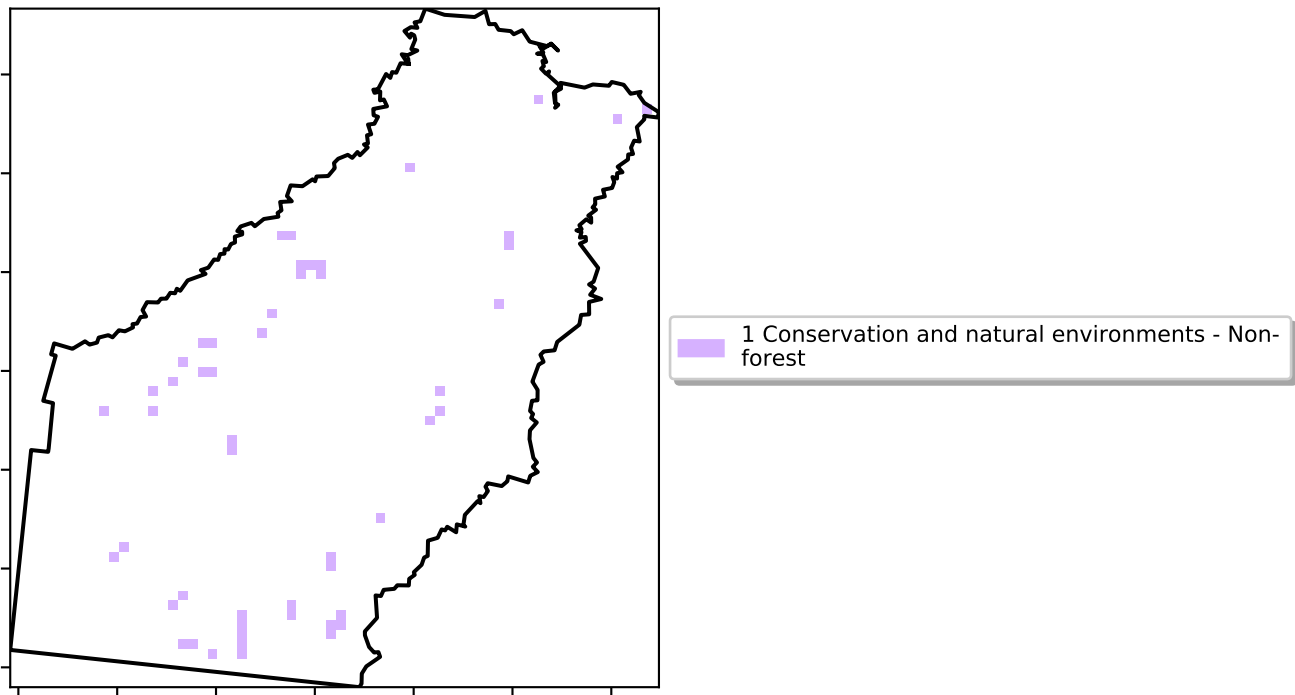 1 Conservation and natural environments - Non-
forest